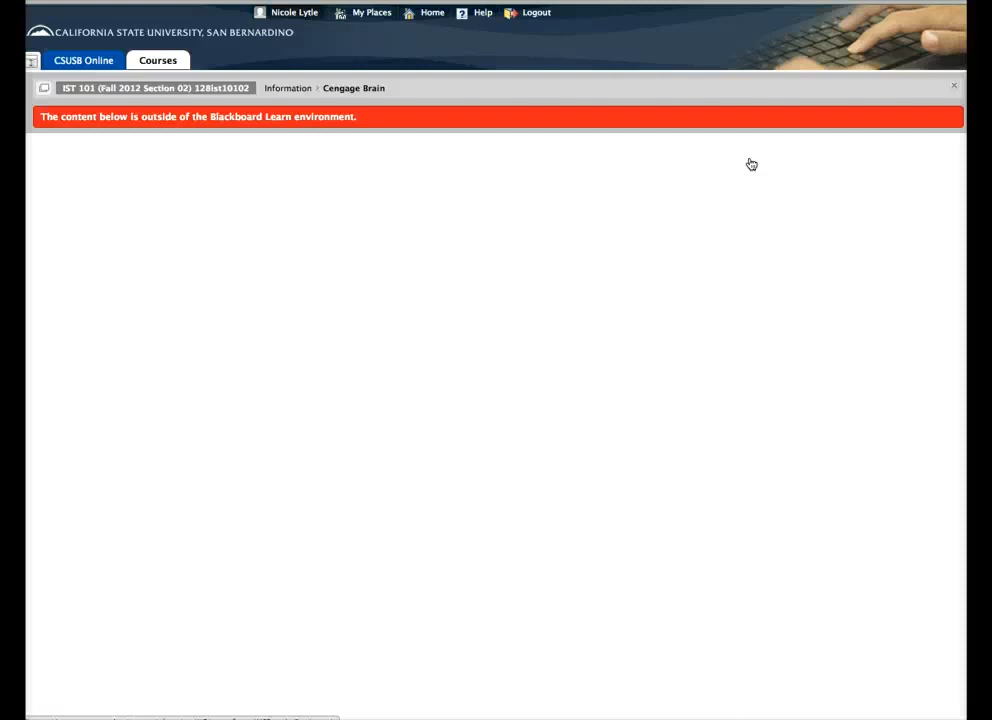 Nicole Lytle My Places Home Help Logout
CALIFORNIA STATE UNIVERSITY, SAN BERNARDINO
CSUSB Online Courses
IST 101 (Fall 2012 Section 02) 128ist10102 Information › Cengage Brain
The content below is outside of the Blackboard Learn environment.